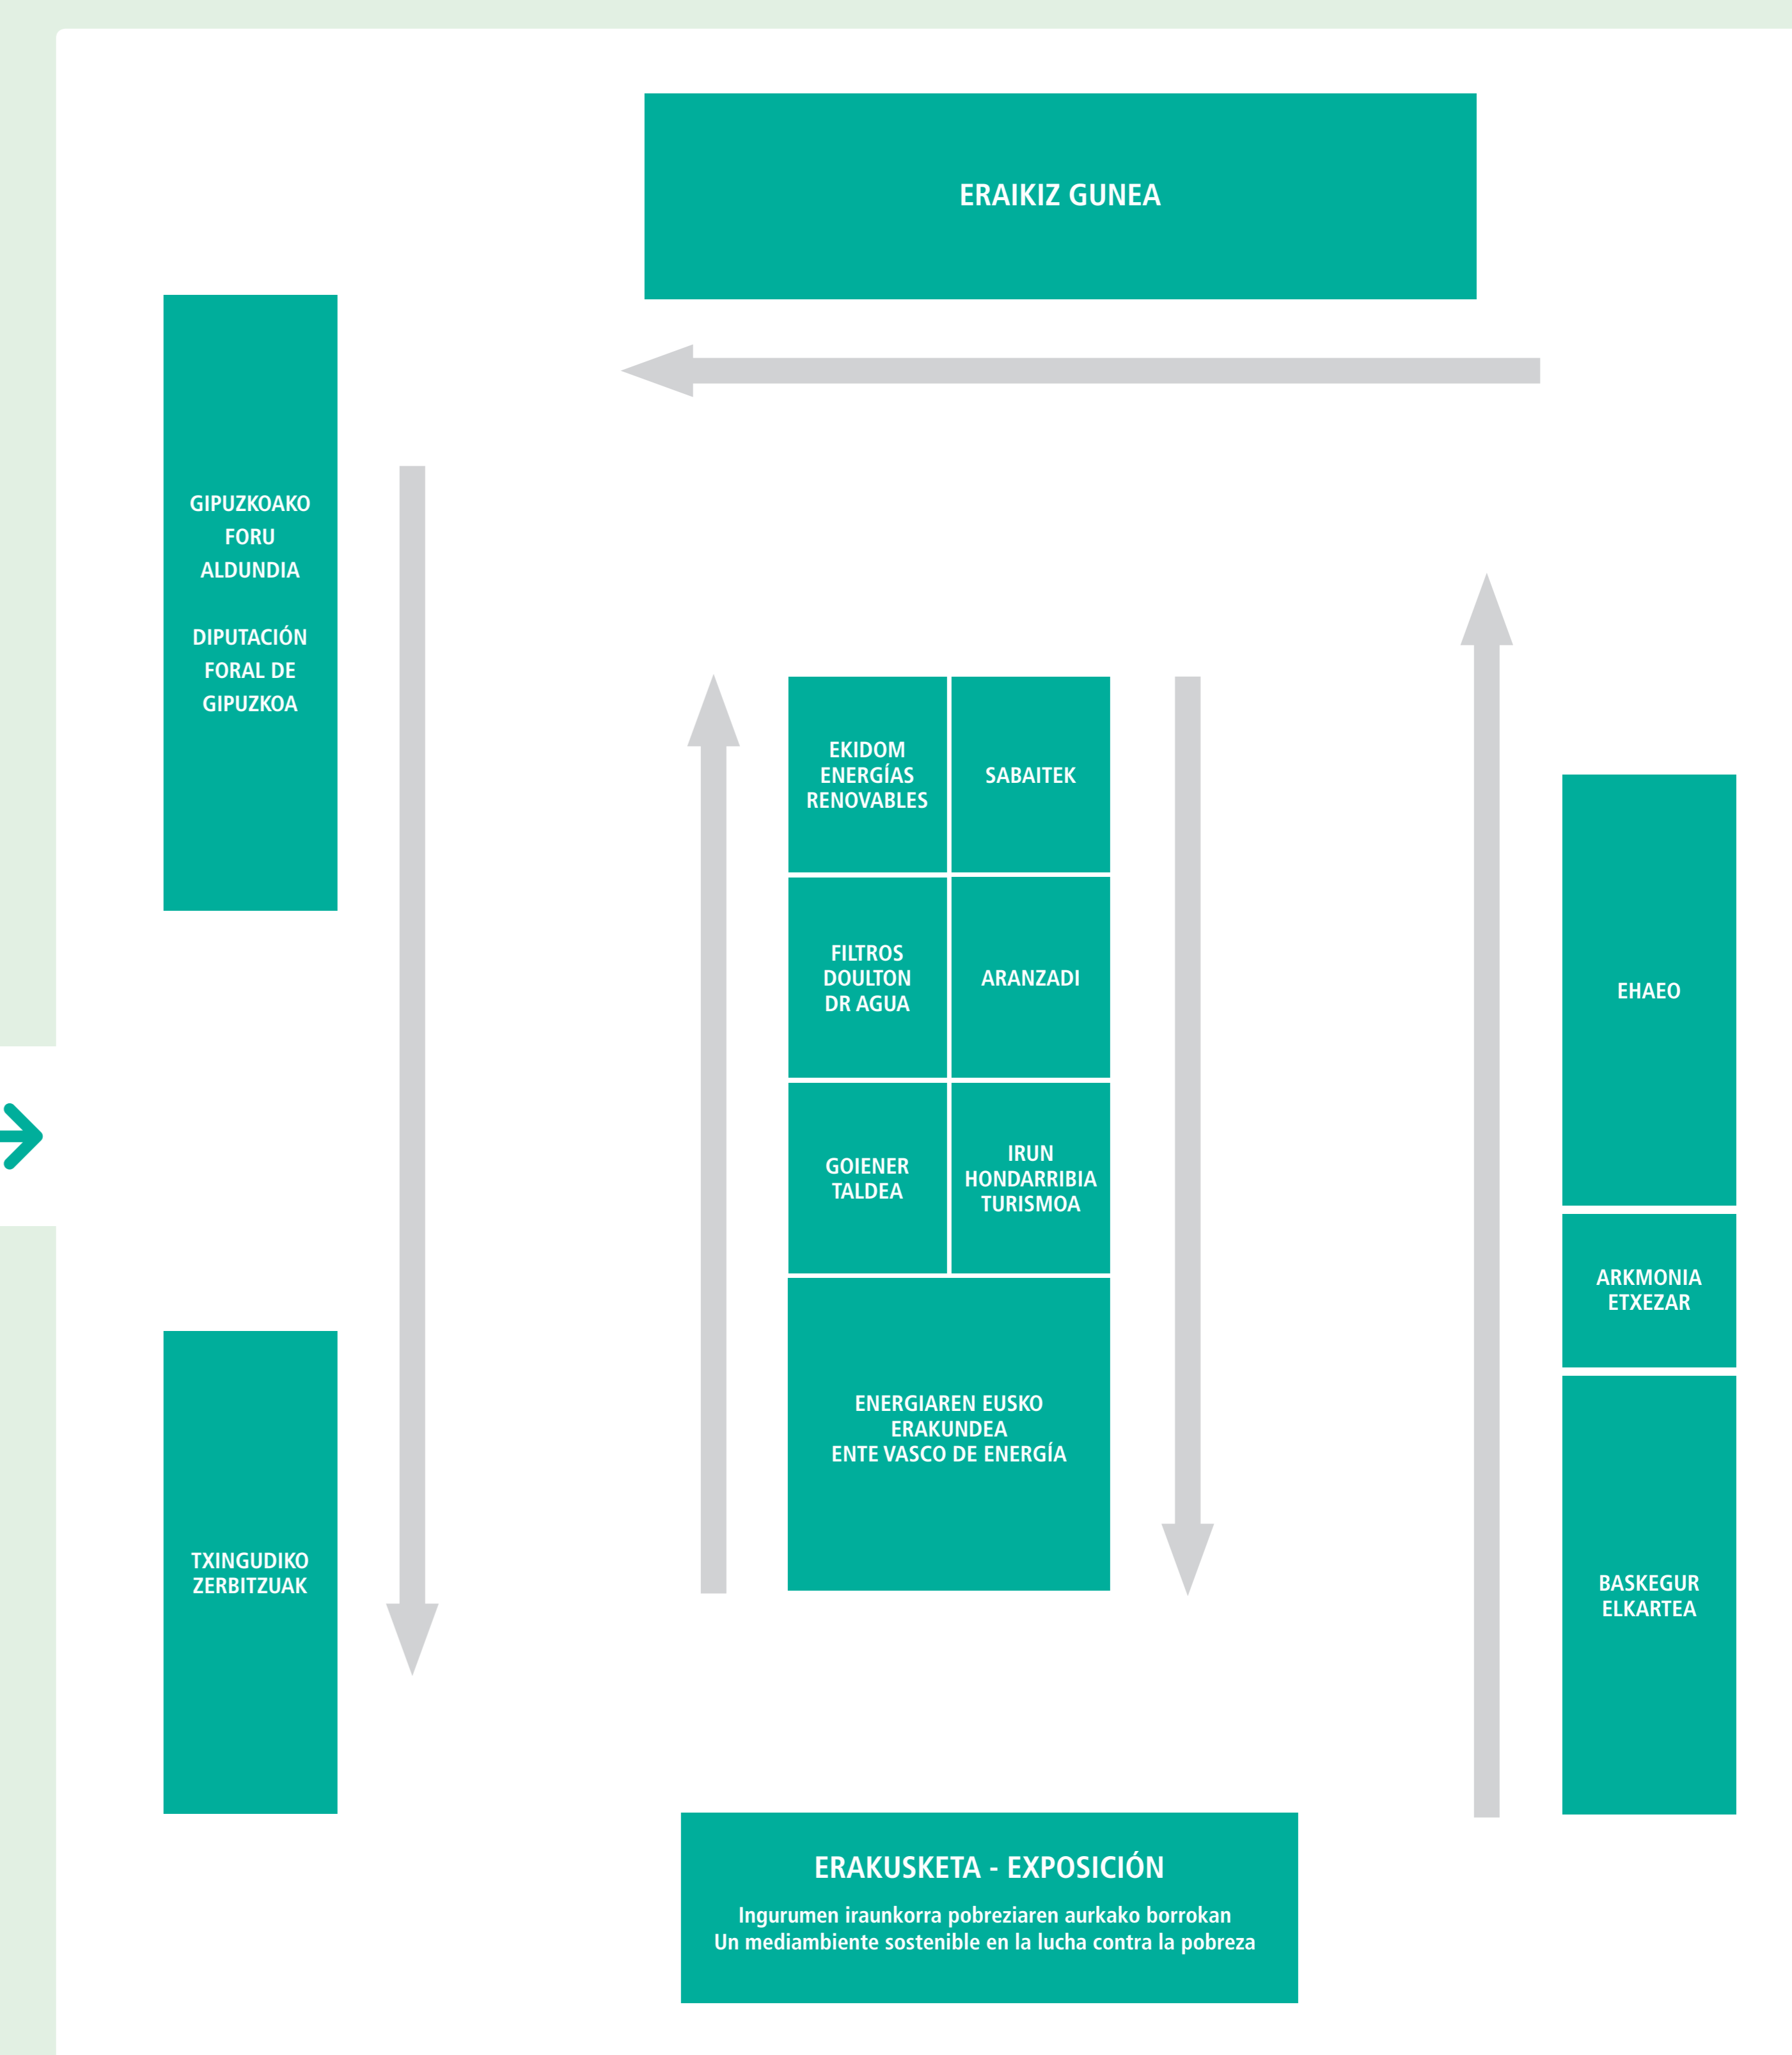 ERAIKIZ GUNEA
GIPUZKOAKO
FORU
ALDUNDIA
DIPUTACIÓN
FORAL DE
GIPUZKOA
EKIDOM
ENERGÍAS
RENOVABLES
SABAITEK
FILTROS
DOULTON
DR AGUA
ARANZADI
GOIENER
TALDEA
IRUN
HONDARRIBIA
TURISMOA
ENERGIAREN EUSKO
ERAKUNDEA
ENTE VASCO DE ENERGÍA
EHAEO
ARKMONIA
ETXEZAR
BASKEGUR
ELKARTEA
TXINGUDIKO
ZERBITZUAK
ERAKUSKETA - EXPOSICIÓN
Ingurumen iraunkorra pobreziaren aurkako borrokan
Un mediambiente sostenible en la lucha contra la pobreza